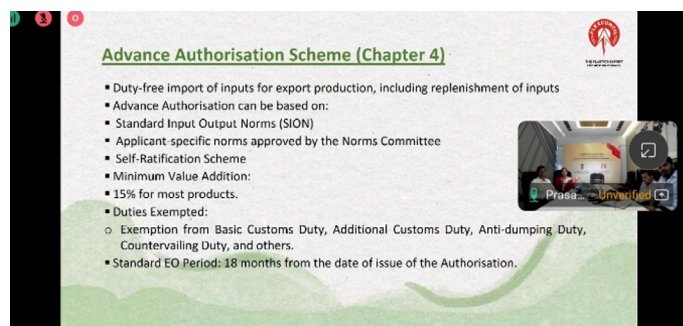 Advance Authorisation Scheme (Chapter 4)
▪ Duty-free import of inputs for export production, including replenishment of inputs
▪ Advance Authorisation can be based on:
▪ Standard Input Output Norms (SION)
▪ Applicant-specific norms approved by the Norms Committee
▪ Self-Ratification Scheme
▪ Minimum Value Addition:
▪ 15% for most products.
▪ Duties Exempted:
o Exemption from Basic Customs Duty, Additional Customs Duty, Anti-dumping Duty,
Countervailing Duty, and others.
▪ Standard EO Period: 18 months from the date of issue of the Authorisation.
PLEXCONCIL
THE PLASTICS EXPORT
Prasa... Unverified